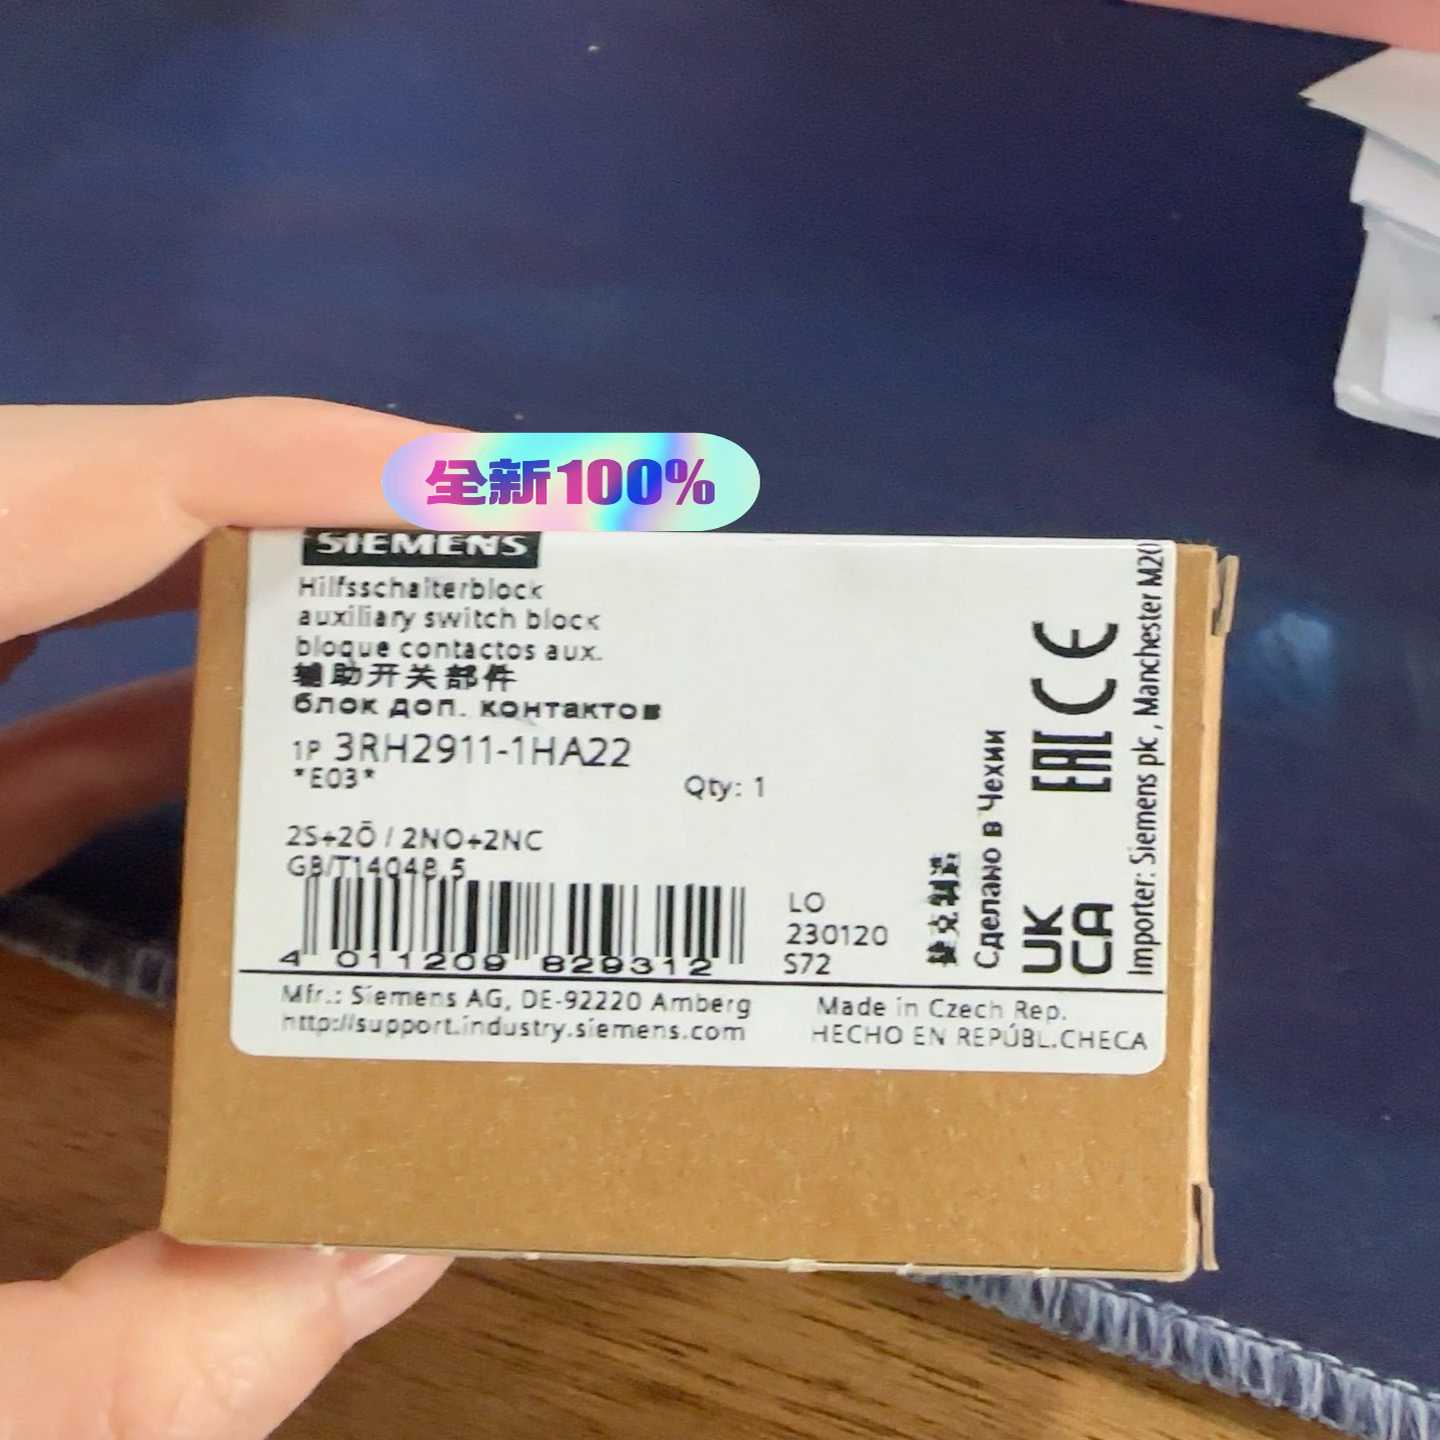 全新100%
SIEMENS
Hilfsschalterblock
auxiliary switch block
bloque contactos aux.
辅助开关部件
блок доп. контактов
1P 3RH2911-1HA22
*E03*
Qty: 1
2S+2Ö / 2NO+2NC
GB/T14048.5
4 011209 829312
LO
230120
S72
捷克制造
Сделано в Чехии
EAC CE
UK CA
Importer: Siemens plc, Manchester M20
Mfr.: Siemens AG, DE-92220 Amberg
http://support.industry.siemens.com
Made in Czech Rep.
HECHO EN REPÚBL.CHECA